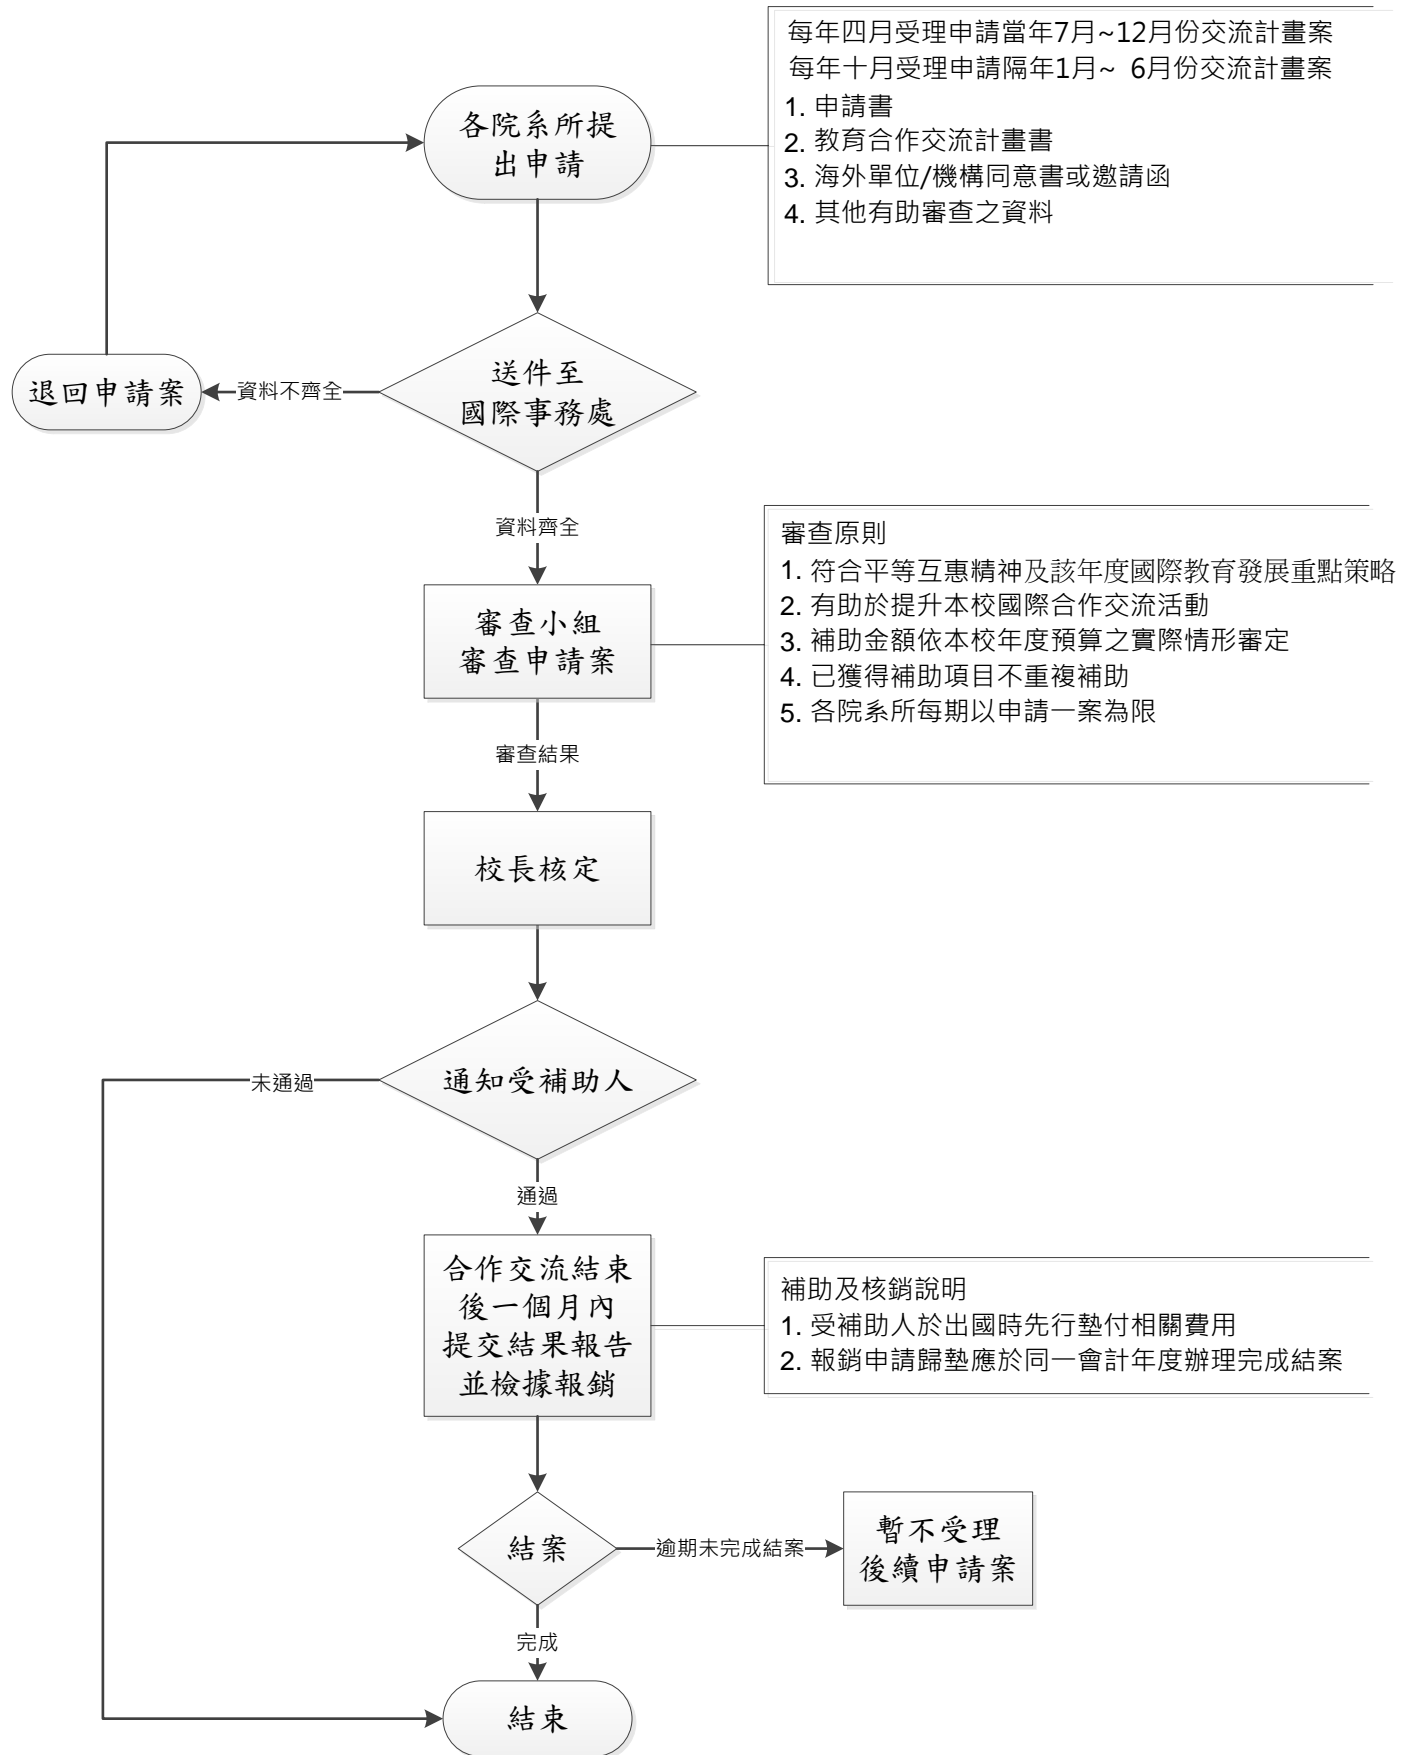 每年四月受理申請當年7月~12月份交流計畫案
每年十月受理申請隔年1月~ 6月份交流計畫案
1. 申請書
2. 教育合作交流計畫書
3. 海外單位/機構同意書或邀請函
4. 其他有助審查之資料
各院系所提
出申請
送件至
國際事務處
資料不齊全
退回申請案
資料齊全
審查小組
審查申請案
審查原則
1. 符合平等互惠精神及該年度國際教育發展重點策略
2. 有助於提升本校國際合作交流活動
3. 補助金額依本校年度預算之實際情形審定
4. 已獲得補助項目不重複補助
5. 各院系所每期以申請一案為限
審查結果
校長核定
通知受補助人
未通過
通過
合作交流結束
後一個月內
提交結果報告
並檢據報銷
補助及核銷說明
1. 受補助人於出國時先行墊付相關費用
2. 報銷申請歸墊應於同一會計年度辦理完成結案
結案
逾期未完成結案
暫不受理
後續申請案
完成
結束